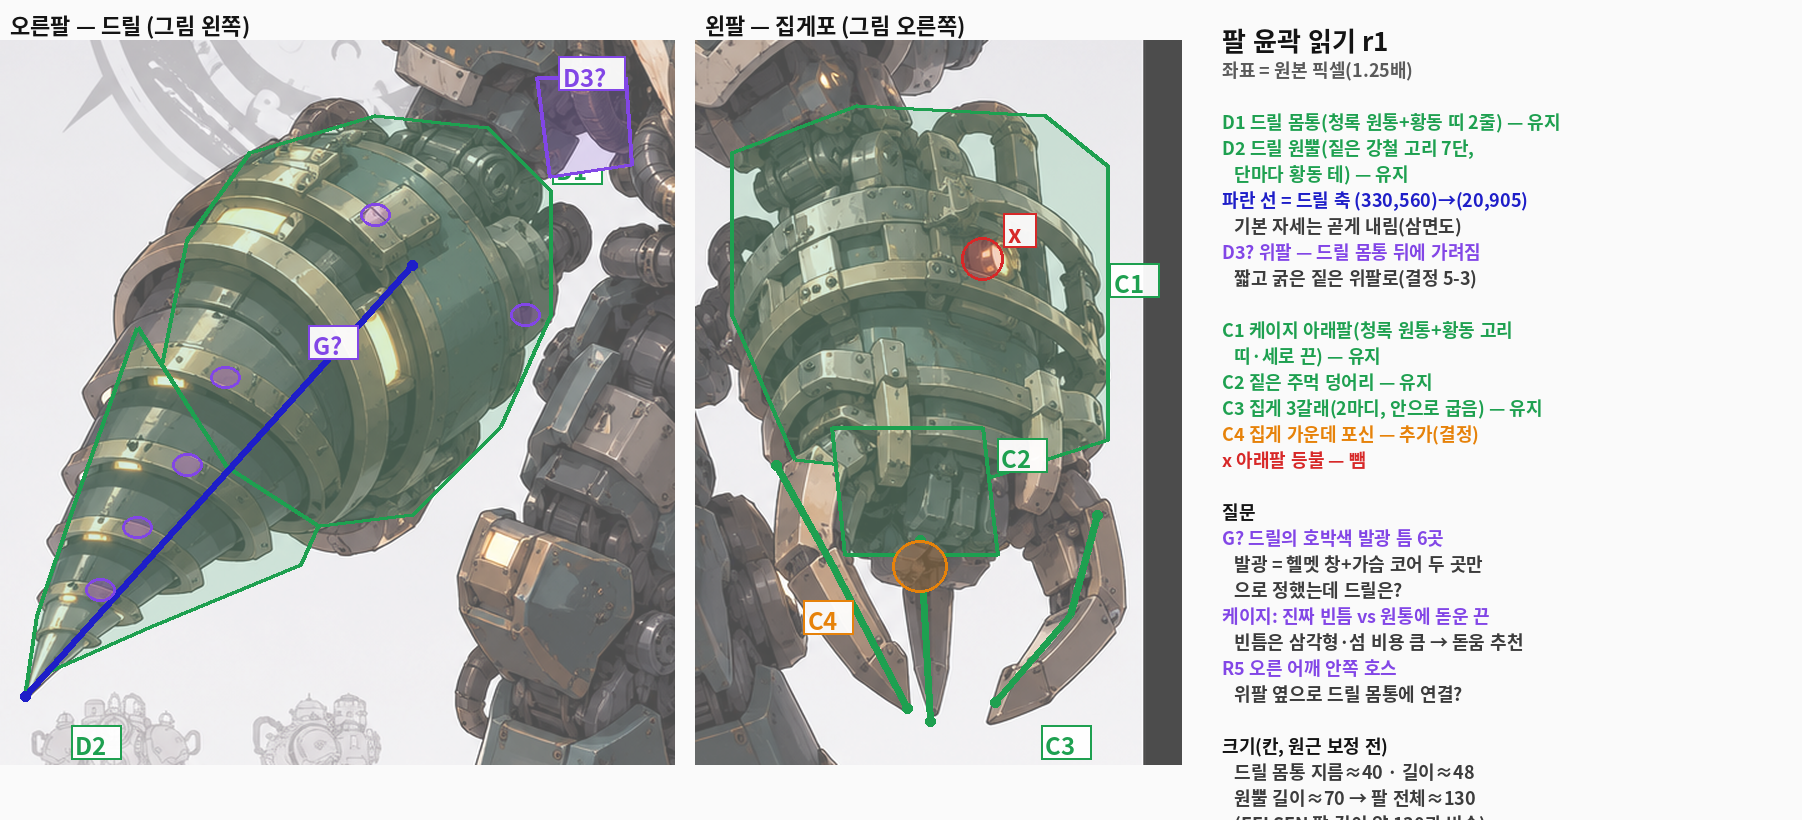 오른팔 — 드릴 (그림 왼쪽)
D3?
D1
G?
D2
왼팔 — 집게포 (그림 오른쪽)
x
C1
C2
C4
C3
팔 윤곽 읽기 r1
좌표 = 원본 픽셀(1.25배)
D1 드릴 몸통(청록 원통+황동 띠 2줄) — 유지
D2 드릴 원뿔(짙은 강철 고리 7단,
단마다 황동 테) — 유지
파란 선 = 드릴 축 (330,560)→(20,905)
기본 자세는 곧게 내림(삼면도)
D3? 위팔 — 드릴 몸통 뒤에 가려짐
짧고 굵은 짙은 위팔로(결정 5-3)
C1 케이지 아래팔(청록 원통+황동 고리
띠·세로 끈) — 유지
C2 짙은 주먹 덩어리 — 유지
C3 집게 3갈래(2마디, 안으로 굽음) — 유지
C4 집게 가운데 포신 — 추가(결정)
x 아래팔 등불 — 뺌
질문
G? 드릴의 호박색 발광 틈 6곳
발광 = 헬멧 창+가슴 코어 두 곳만
으로 정했는데 드릴은?
케이지: 진짜 빈틈 vs 원통에 돋운 끈
빈틈은 삼각형·섬 비용 큼 → 돋움 추천
R5 오른 어깨 안쪽 호스
위팔 옆으로 드릴 몸통에 연결?
크기(칸, 원근 보정 전)
드릴 몸통 지름≈40 · 길이≈48
원뿔 길이≈70 → 팔 전체≈130